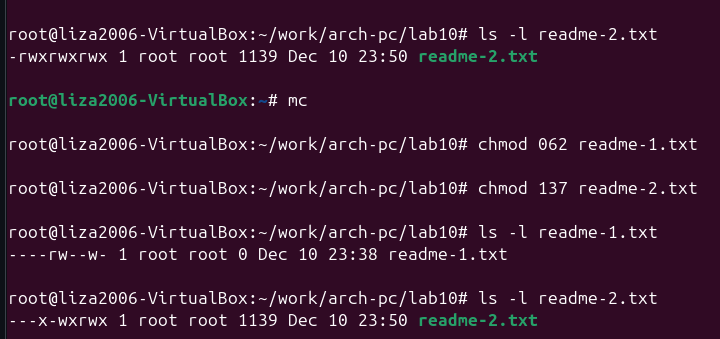 root@liza2006-VirtualBox:~/work/arch-pc/lab10# ls -l readme-2.txt
-rwxrwxrwx 1 root root 1139 Dec 10 23:50 readme-2.txt
root@liza2006-VirtualBox:~# mc
root@liza2006-VirtualBox:~/work/arch-pc/lab10# chmod 062 readme-1.txt
root@liza2006-VirtualBox:~/work/arch-pc/lab10# chmod 137 readme-2.txt
root@liza2006-VirtualBox:~/work/arch-pc/lab10# ls -l readme-1.txt
----rw--w- 1 root root 0 Dec 10 23:38 readme-1.txt
root@liza2006-VirtualBox:~/work/arch-pc/lab10# ls -l readme-2.txt
---x-wxrwx 1 root root 1139 Dec 10 23:50 readme-2.txt